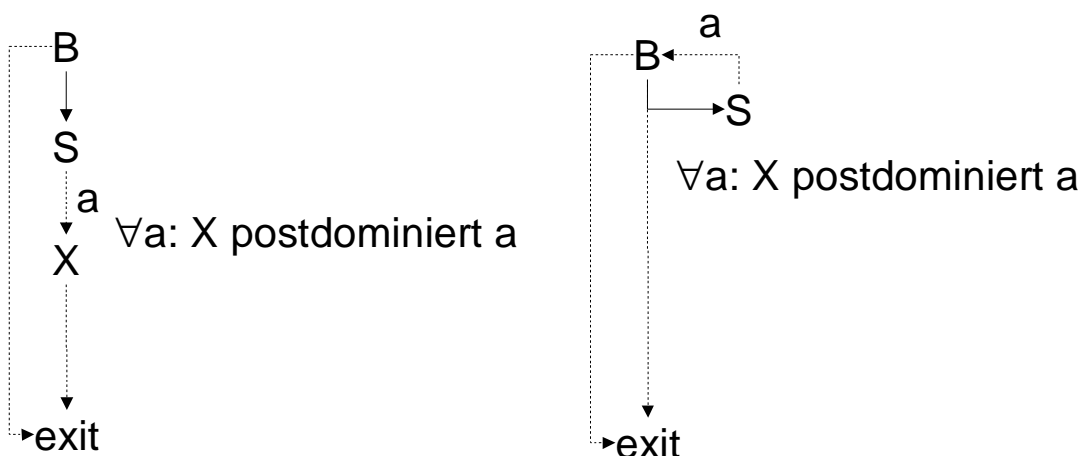 B
S
a
X
∀a: X postdominiert a
exit
a
B
S
∀a: X postdominiert a
exit